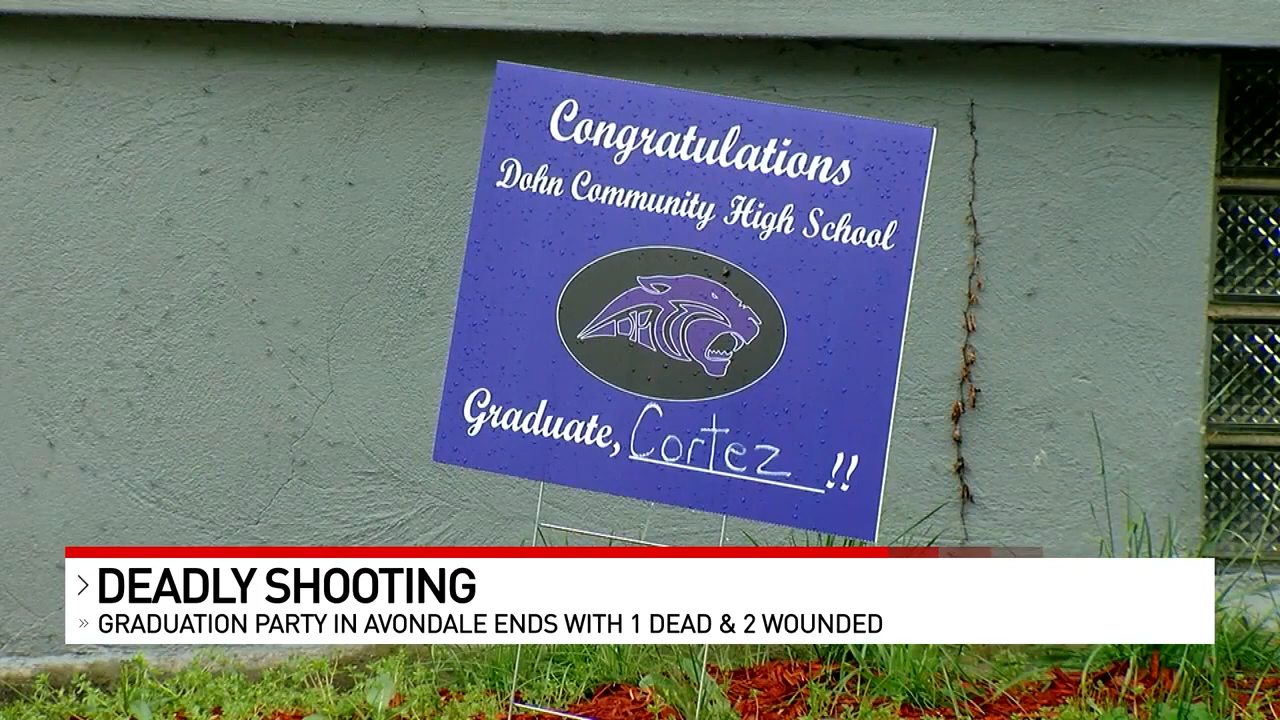 Congratulations
Dohn Community High School
Graduate, Cortez !!
DEADLY SHOOTING
GRADUATION PARTY IN AVONDALE ENDS WITH 1 DEAD & 2 WOUNDED